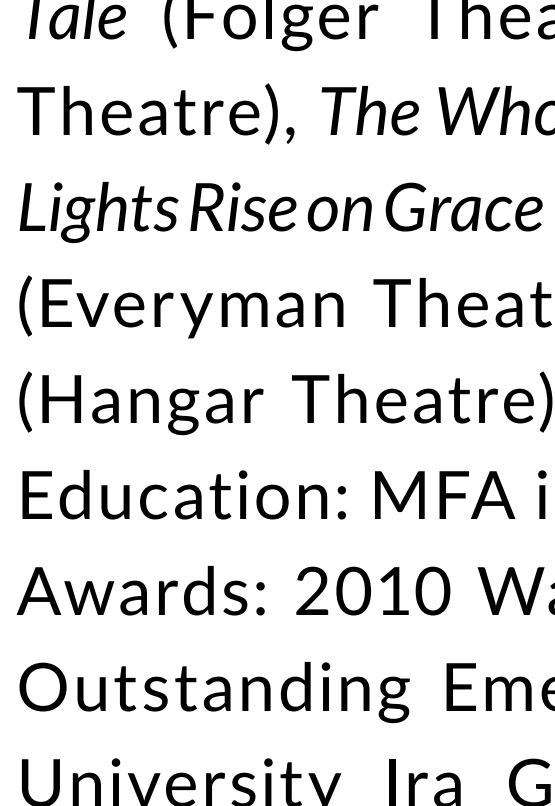 Tale (Folger Thea
Theatre), The Who
Lights Rise on Grace
(Everyman Theat
(Hangar Theatre)
Education: MFA i
Awards: 2010 Wa
Outstanding Eme
University Ira G